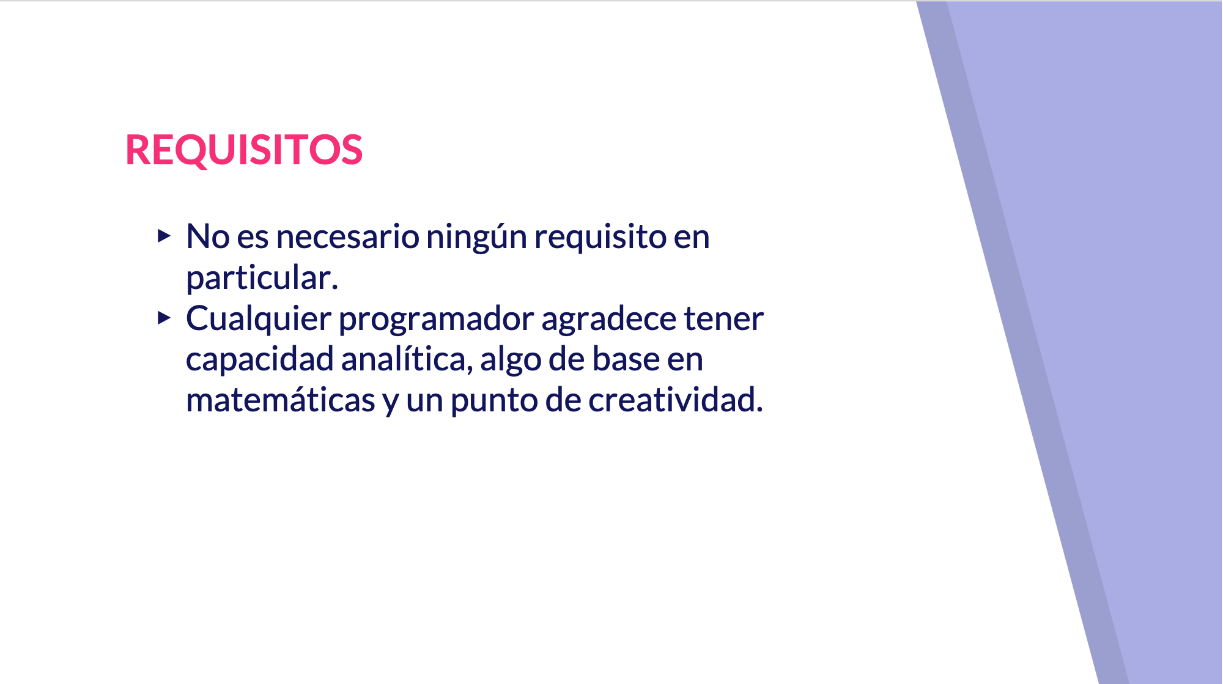 REQUISITOS
▸ No es necesario ningún requisito en
particular.
▸ Cualquier programador agradece tener
capacidad analítica, algo de base en
matemáticas y un punto de creatividad.